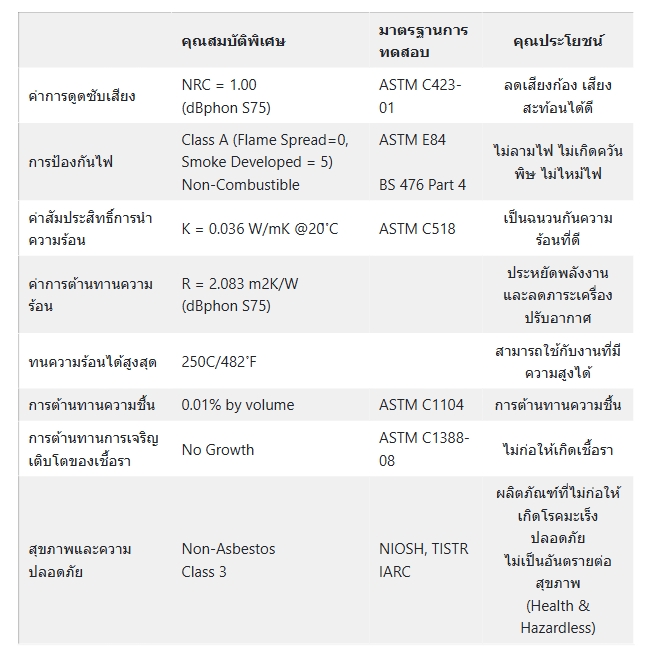 คุณสมบัติพิเศษ
มาตรฐานการ
ทดสอบ
คุณประโยชน์
ค่าการดูดซับเสียง
NRC = 1.00
(dBphon S75)
ASTM C423-
01
ลดเสียงก้อง เสียง
สะท้อนได้ดี
การป้องกันไฟ
Class A (Flame Spread=0,
Smoke Developed = 5)
Non-Combustible
ASTM E84
BS 476 Part 4
ไม่ลามไฟ ไม่เกิดควัน
พิษ ไม่ไหม้ไฟ
ค่าสัมประสิทธิ์การนำ
ความร้อน
K = 0.036 W/mK @20˚C
ASTM C518
เป็นฉนวนกันความ
ร้อนที่ดี
ค่าการต้านทานความ
ร้อน
R = 2.083 m2K/W
(dBphon S75)
ประหยัดพลังงาน
และลดภาระเครื่อง
ปรับอากาศ
ทนความร้อนได้สูงสุด
250C/482˚F
สามารถใช้กับงานที่มี
ความสูงได้
การต้านทานความชื้น
0.01% by volume
ASTM C1104
การต้านทานความชื้น
การต้านทานการเจริญ
เติบโตของเชื้อรา
No Growth
ASTM C1388-
08
ไม่ก่อให้เกิดเชื้อรา
สุขภาพและความ
ปลอดภัย
Non-Asbestos
Class 3
NIOSH, TISTR
IARC
ผลิตภัณฑ์ที่ไม่ก่อให้
เกิดโรคมะเร็ง
ปลอดภัย
ไม่เป็นอันตรายต่อ
สุขภาพ
(Health &
Hazardless)